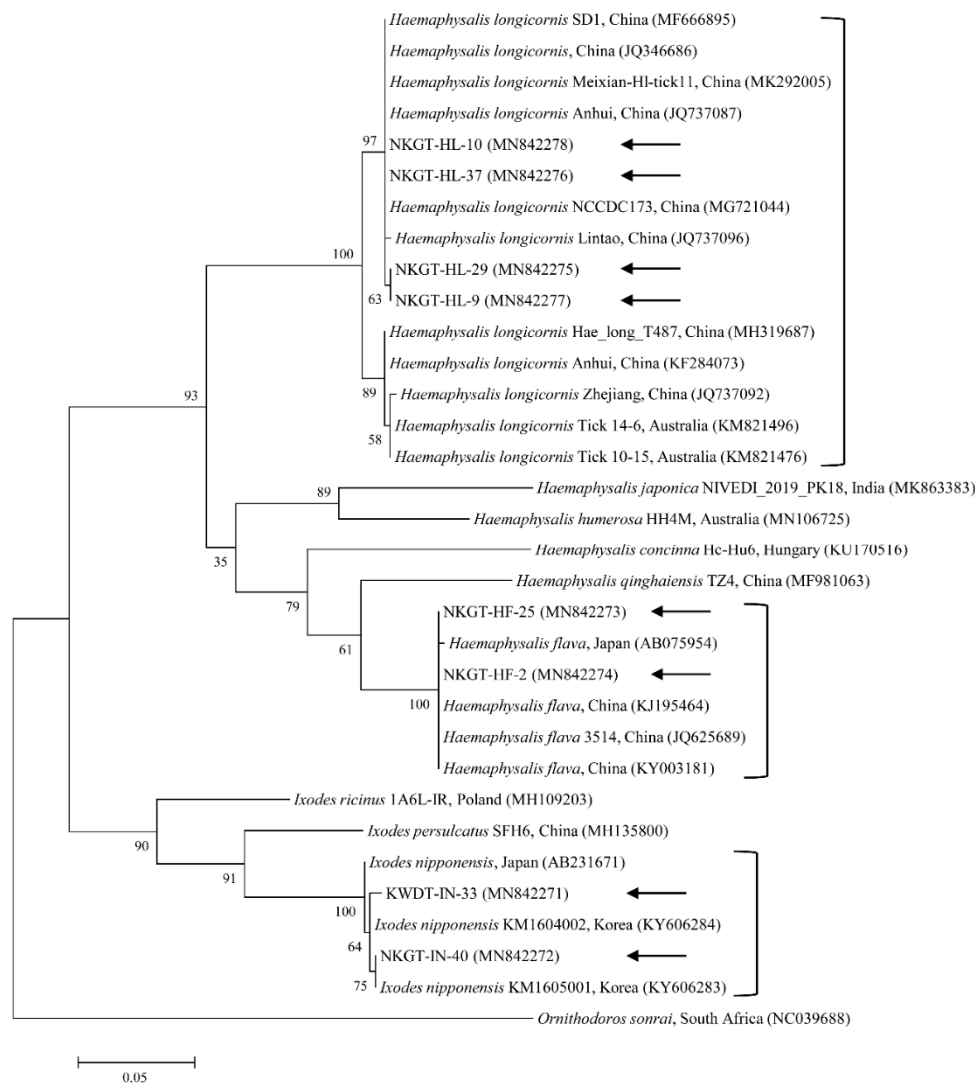 Haemaphysalis longicornis SD1, China (MF666895)
Haemaphysalis longicornis, China (JQ346686)
Haemaphysalis longicornis Meixian-Hl-tick11, China (MK292005)
Haemaphysalis longicornis Anhui, China (JQ737087)
97
NKGT-HL-10 (MN842278)
NKGT-HL-37 (MN842276)
Haemaphysalis longicornis NCCDC173, China (MG721044)
Haemaphysalis longicornis Lintao, China (JQ737096)
100
NKGT-HL-29 (MN842275)
63
NKGT-HL-9 (MN842277)
Haemaphysalis longicornis Hae_long_T487, China (MH319687)
Haemaphysalis longicornis Anhui, China (KF284073)
89
Haemaphysalis longicornis Zhejiang, China (JQ737092)
93
Haemaphysalis longicornis Tick 14-6, Australia (KM821496)
58
Haemaphysalis longicornis Tick 10-15, Australia (KM821476)
89
Haemaphysalis japonica NIVEDI_2019_PK18, India (MK863383)
Haemaphysalis humerosa HH4M, Australia (MN106725)
35
Haemaphysalis concinna Hc-Hu6, Hungary (KU170516)
79
Haemaphysalis qinghaiensis TZ4, China (MF981063)
NKGT-HF-25 (MN842273)
61
Haemaphysalis flava, Japan (AB075954)
NKGT-HF-2 (MN842274)
100
Haemaphysalis flava, China (KJ195464)
Haemaphysalis flava 3514, China (JQ625689)
Haemaphysalis flava, China (KY003181)
Ixodes ricinus 1A6L-IR, Poland (MH109203)
90
Ixodes persulcatus SFH6, China (MH135800)
91
Ixodes nipponensis, Japan (AB231671)
KWDT-IN-33 (MN842271)
100
Ixodes nipponensis KM1604002, Korea (KY606284)
64
NKGT-IN-40 (MN842272)
75
Ixodes nipponensis KM1605001, Korea (KY606283)
Ornithodoros sonrai, South Africa (NC039688)
0.05